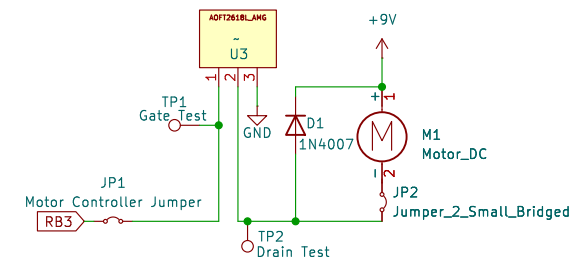 AOFT2618L_AMG
~
U3
1
2
3
+9V
TP1
Gate Test
GND
D1
1N4007
+
1
M
M1
Motor_DC
−
2
JP1
Motor Controller Jumper
RB3
JP2
Jumper_2_Small_Bridged
TP2
Drain Test